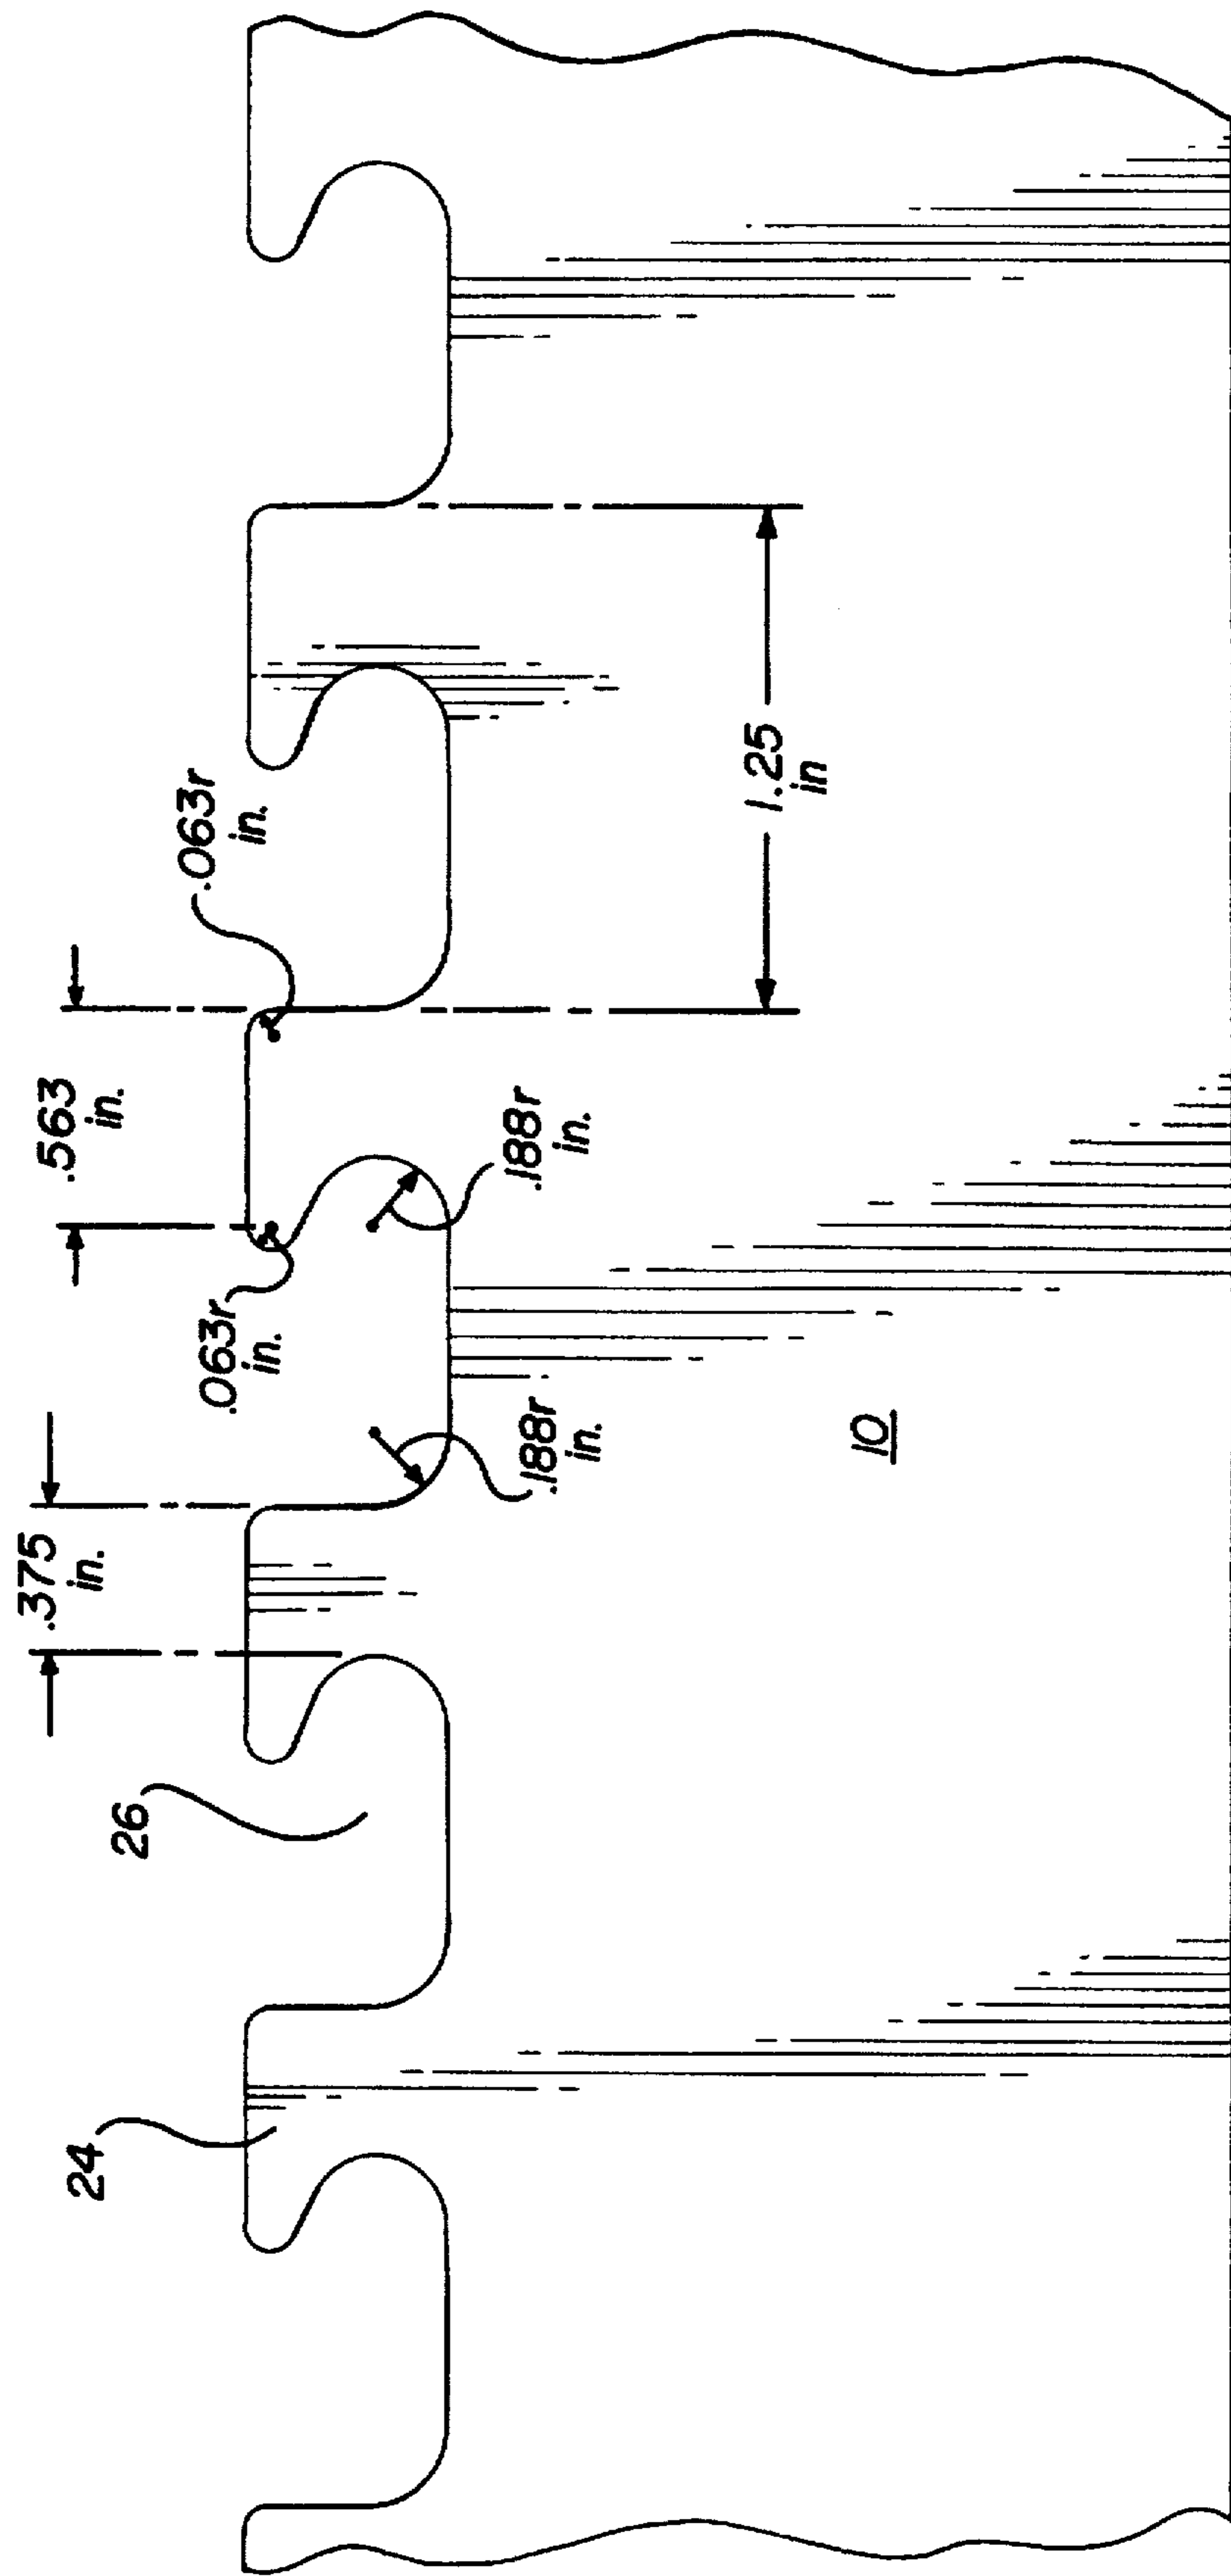 .375
in.
.563
in.
24
26
.063r
in.
.063r
in.
.188r
in.
.188r
in.
1.25
in
10